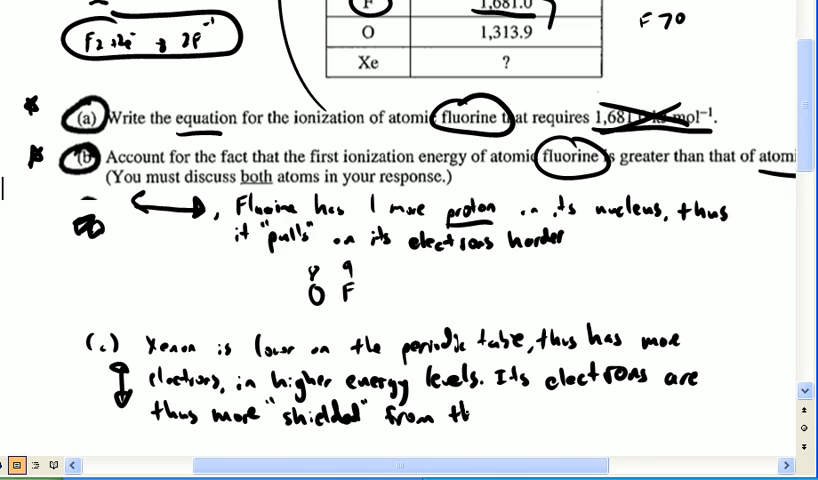 F 1,681.0
F > 0
O 1,313.9
Xe ?
(a) Write the equation for the ionization of atomic fluorine that requires 1,681 mol⁻¹.
(b) Account for the fact that the first ionization energy of atomic fluorine is greater than that of atomi
(You must discuss both atoms in your response.)
, Fluorine has 1 more proton in its nucleus, thus
it "pulls" on its electrons harder
8 9
O F
(c.) Xenon is lower on the periodic table, thus has more
electrons, in higher energy levels. Its electrons are
thus more "shielded" from th